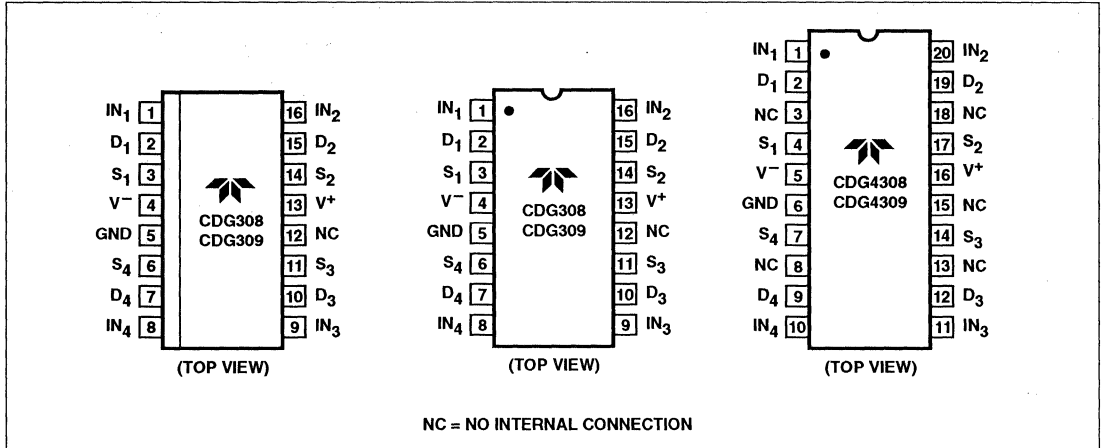 IN1 1 16 IN2
D1 2 15 D2
S1 3 14 S2
V− 4 13 V+
GND 5 12 NC
S4 6 11 S3
D4 7 10 D3
IN4 8 9 IN3
CDG308
CDG309
(TOP VIEW)
IN1 1 16 IN2
D1 2 15 D2
S1 3 14 S2
V− 4 13 V+
GND 5 12 NC
S4 6 11 S3
D4 7 10 D3
IN4 8 9 IN3
CDG308
CDG309
(TOP VIEW)
IN1 1 20 IN2
D1 2 19 D2
NC 3 18 NC
S1 4 17 S2
V− 5 16 V+
GND 6 15 NC
S4 7 14 S3
NC 8 13 NC
D4 9 12 D3
IN4 10 11 IN3
CDG4308
CDG4309
(TOP VIEW)
NC = NO INTERNAL CONNECTION